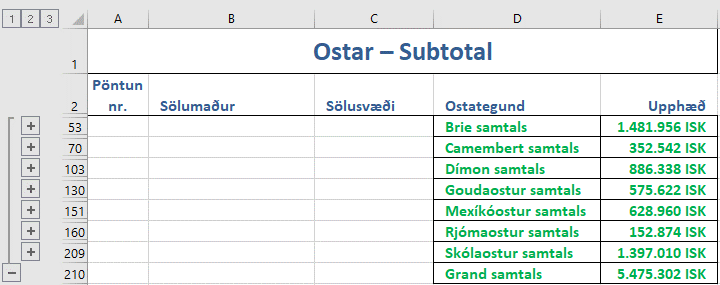 1 2 3 A B C D E
1 Ostar – Subtotal
Pöntun
2 nr. Sölumaður Sölusvæði Ostategund Upphæð
53 Brie samtals 1.481.956 ISK
70 Camembert samtals 352.542 ISK
103 Dímon samtals 886.338 ISK
130 Goudaostur samtals 575.622 ISK
151 Mexíkóostur samtals 628.960 ISK
160 Rjómaostur samtals 152.874 ISK
209 Skólaostur samtals 1.397.010 ISK
210 Grand samtals 5.475.302 ISK